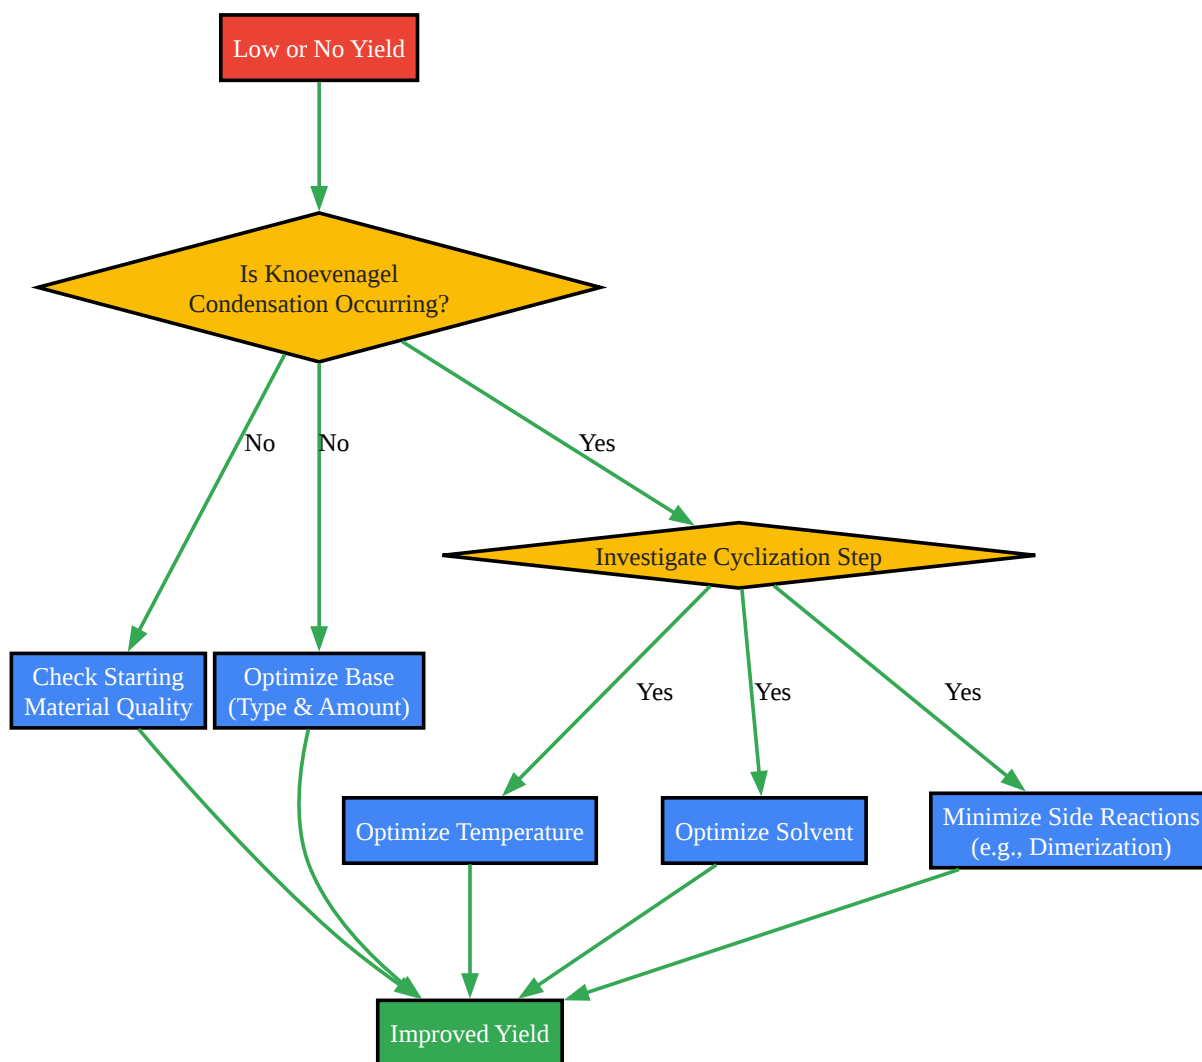 Low or No Yield
Is Knoevenagel
Condensation Occurring?
No
No
Yes
Investigate Cyclization Step
Check Starting
Material Quality
Optimize Base
(Type & Amount)
Yes
Yes
Yes
Optimize Temperature
Optimize Solvent
Minimize Side Reactions
(e.g., Dimerization)
Improved Yield